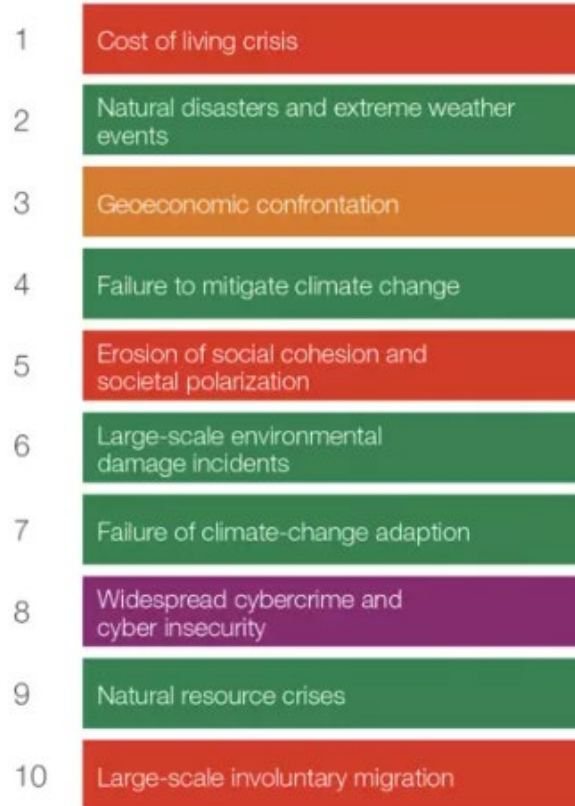 1 Cost of living crisis
2 Natural disasters and extreme weather
events
3 Geoeconomic confrontation
4 Failure to mitigate climate change
5 Erosion of social cohesion and
societal polarization
6 Large-scale environmental
damage incidents
7 Failure of climate-change adaption
8 Widespread cybercrime and
cyber insecurity
9 Natural resource crises
10 Large-scale involuntary migration